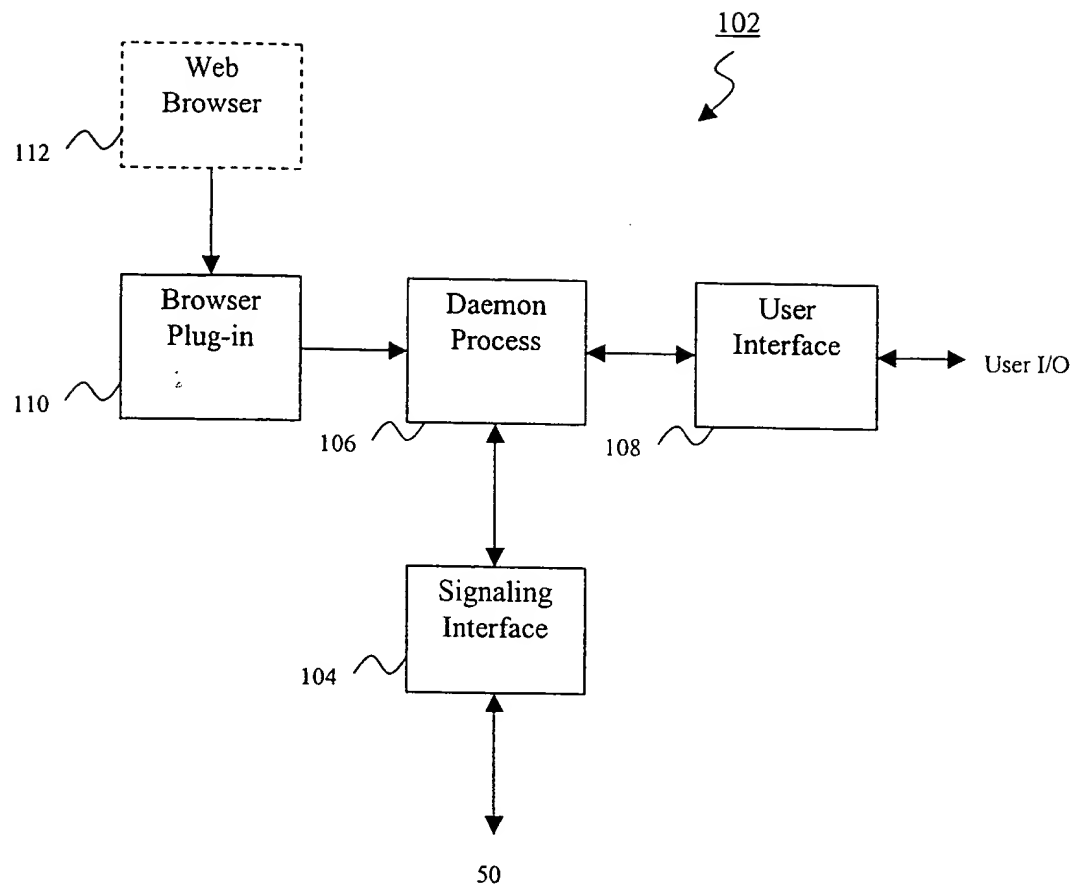 102
Web
Browser
112
Browser
Plug-in
110
Daemon
Process
106
User
Interface
108
User I/O
Signaling
Interface
104
50